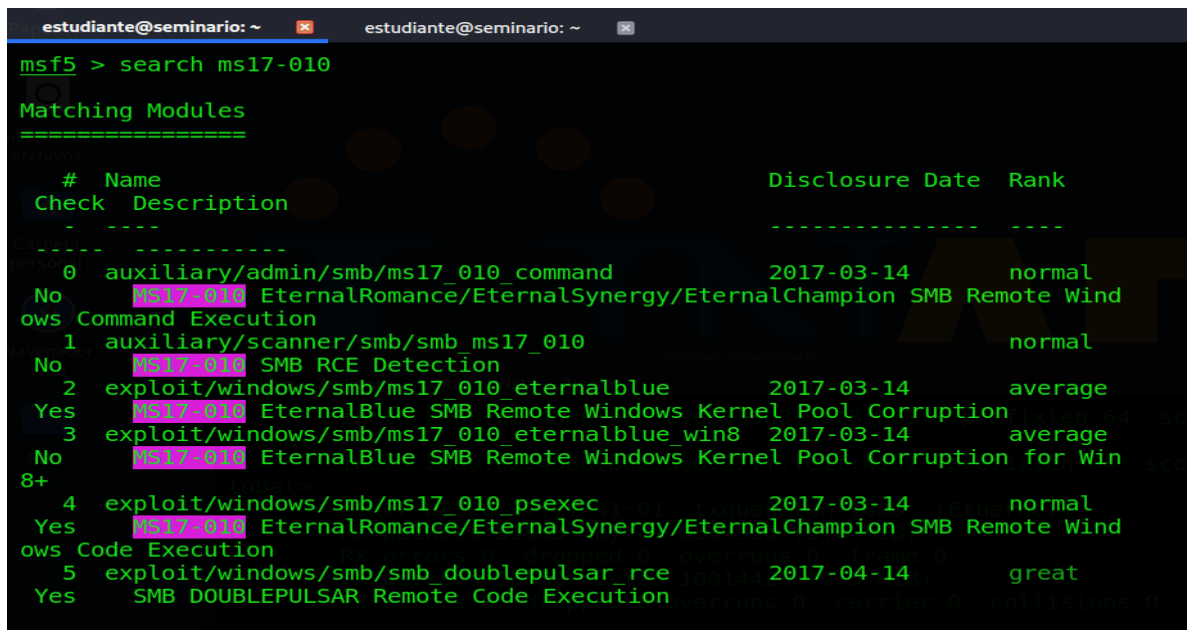 estudiante@seminario: ~ estudiante@seminario: ~
msf5 > search ms17-010
Matching Modules
================
# Name Disclosure Date Rank
Check Description
- ---- --------------- ----
----- -----------
0 auxiliary/admin/smb/ms17_010_command 2017-03-14 normal
No MS17-010 EternalRomance/EternalSynergy/EternalChampion SMB Remote Wind
ows Command Execution
1 auxiliary/scanner/smb/smb_ms17_010 normal
No MS17-010 SMB RCE Detection
2 exploit/windows/smb/ms17_010_eternalblue 2017-03-14 average
Yes MS17-010 EternalBlue SMB Remote Windows Kernel Pool Corruption
3 exploit/windows/smb/ms17_010_eternalblue_win8 2017-03-14 average
No MS17-010 EternalBlue SMB Remote Windows Kernel Pool Corruption for Win
8+
4 exploit/windows/smb/ms17_010_psexec 2017-03-14 normal
Yes MS17-010 EternalRomance/EternalSynergy/EternalChampion SMB Remote Wind
ows Code Execution
5 exploit/windows/smb/smb_doublepulsar_rce 2017-04-14 great
Yes SMB DOUBLEPULSAR Remote Code Execution